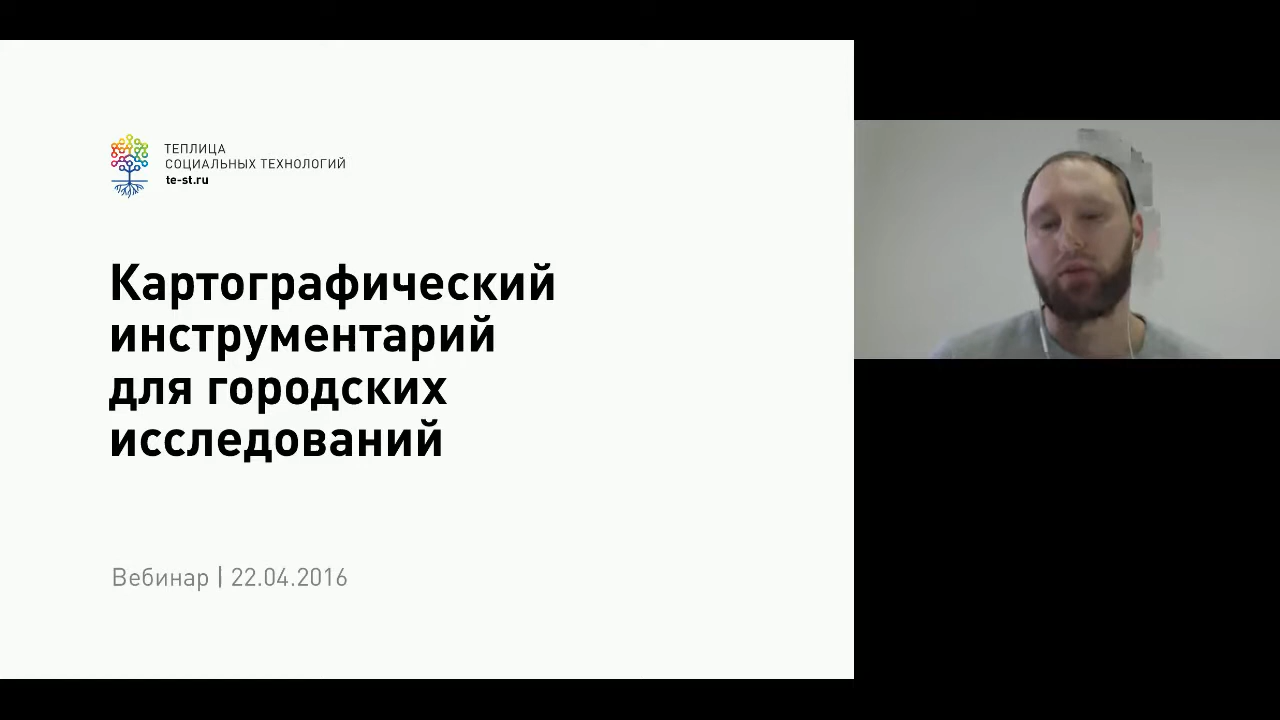 ТЕПЛИЦА
СОЦИАЛЬНЫХ ТЕХНОЛОГИЙ
te-st.ru
Картографический
инструментарий
для городских
исследований
Вебинар | 22.04.2016